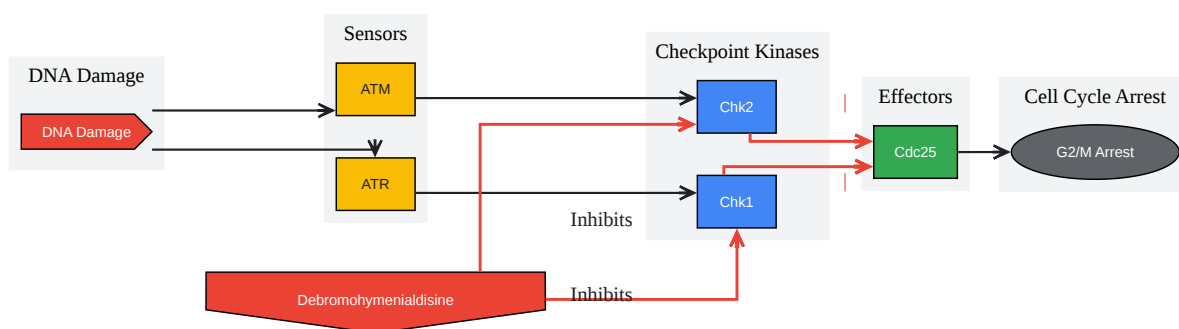 DNA Damage
DNA Damage
Sensors
ATM
ATR
Checkpoint Kinases
Chk2
Chk1
Effectors
Cdc25
Cell Cycle Arrest
G2/M Arrest
Inhibits
Debromohymenialdisine
Inhibits
|
|